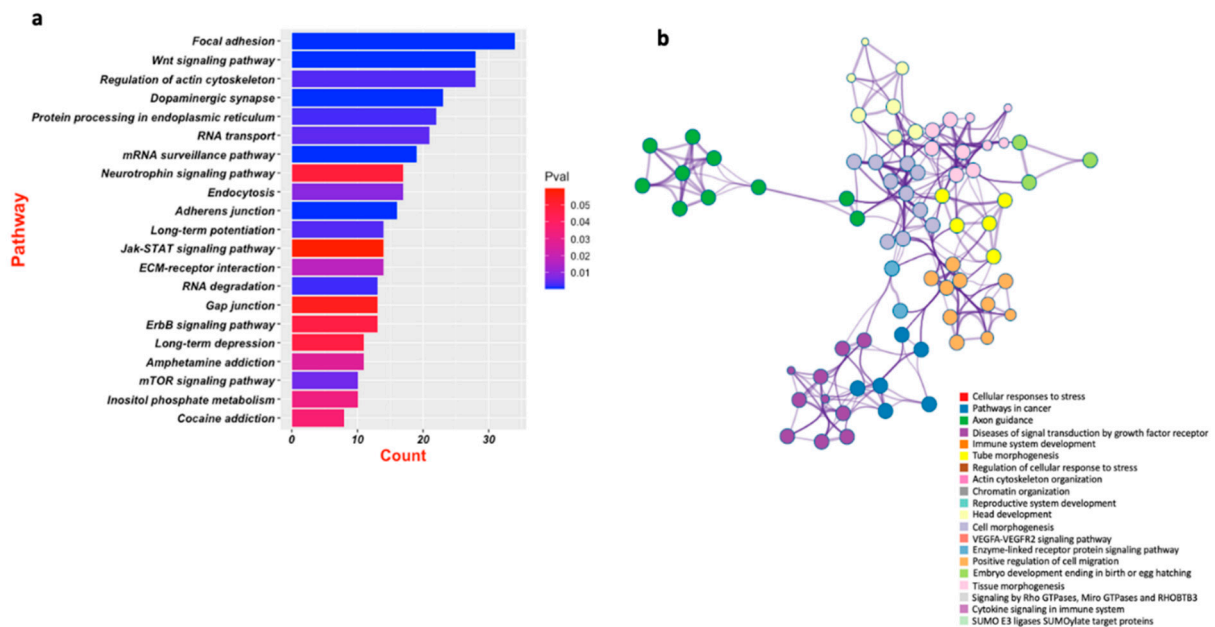 a
Pathway
Focal adhesion
Wnt signaling pathway
Regulation of actin cytoskeleton
Dopaminergic synapse
Protein processing in endoplasmic reticulum
RNA transport
mRNA surveillance pathway
Neurotrophin signaling pathway
Endocytosis
Adherens junction
Long-term potentiation
Jak-STAT signaling pathway
ECM-receptor interaction
RNA degradation
Gap junction
ErbB signaling pathway
Long-term depression
Amphetamine addiction
mTOR signaling pathway
Inositol phosphate metabolism
Cocaine addiction
0 10 20 30
Count
Pval
0.05
0.04
0.03
0.02
0.01
b
Cellular responses to stress
Pathways in cancer
Axon guidance
Diseases of signal transduction by growth factor receptor
Immune system development
Tube morphogenesis
Regulation of cellular response to stress
Actin cytoskeleton organization
Chromatin organization
Reproductive system development
Head development
Cell morphogenesis
VEGFA-VEGFR2 signaling pathway
Enzyme-linked receptor protein signaling pathway
Positive regulation of cell migration
Embryo development ending in birth or egg hatching
Tissue morphogenesis
Signaling by Rho GTPases, Miro GTPases and RHOBTB3
Cytokine signaling in immune system
SUMO E3 ligases SUMOylate target proteins